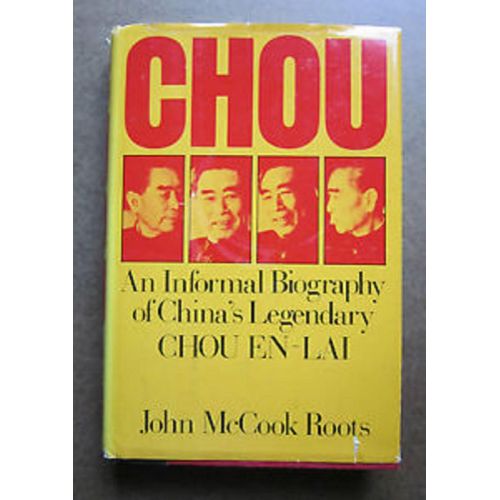 CHOU
An Informal Biography
of China's Legendary
CHOU EN-LAI
John McCook Roots